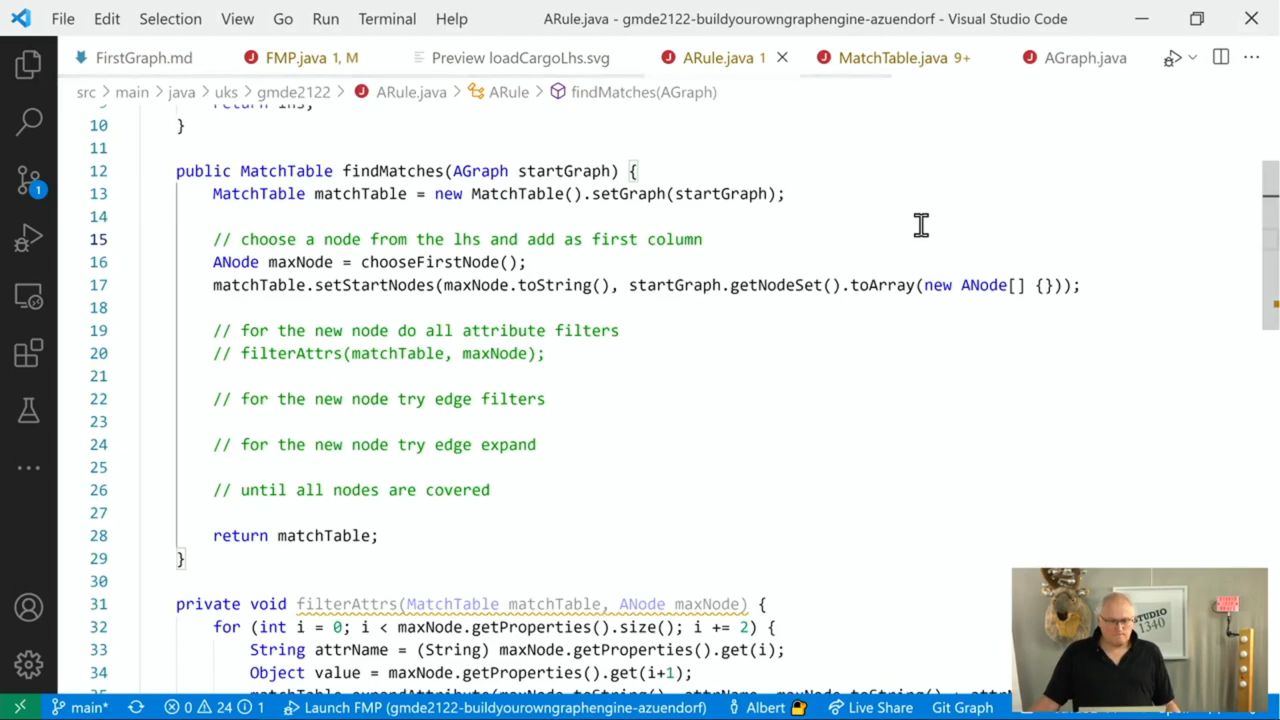 File Edit Selection View Go Run Terminal Help ARule.java - gmde2122-buildyourowngraphengine-azuendorf - Visual Studio Code
FirstGraph.md FMP.java 1, M Preview loadCargoLhs.svg ARule.java 1 MatchTable.java 9+ AGraph.java
src > main > java > uks > gmde2122 > ARule.java > ARule > findMatches(AGraph)
10 }
11
12 public MatchTable findMatches(AGraph startGraph) {
13 MatchTable matchTable = new MatchTable().setGraph(startGraph);
14
15 // choose a node from the lhs and add as first column
16 ANode maxNode = chooseFirstNode();
17 matchTable.setStartNodes(maxNode.toString(), startGraph.getNodeSet().toArray(new ANode[] {}));
18
19 // for the new node do all attribute filters
20 // filterAttrs(matchTable, maxNode);
21
22 // for the new node try edge filters
23
24 // for the new node try edge expand
25
26 // until all nodes are covered
27
28 return matchTable;
29 }
30
31 private void filterAttrs(MatchTable matchTable, ANode maxNode) {
32 for (int i = 0; i < maxNode.getProperties().size(); i += 2) {
33 String attrName = (String) maxNode.getProperties().get(i);
34 Object value = maxNode.getProperties().get(i+1);
1
STUDIO
1340
main* 0 24 1 Launch FMP (gmde2122-buildyourowngraphengine-azuendorf) Albert Live Share Git Graph